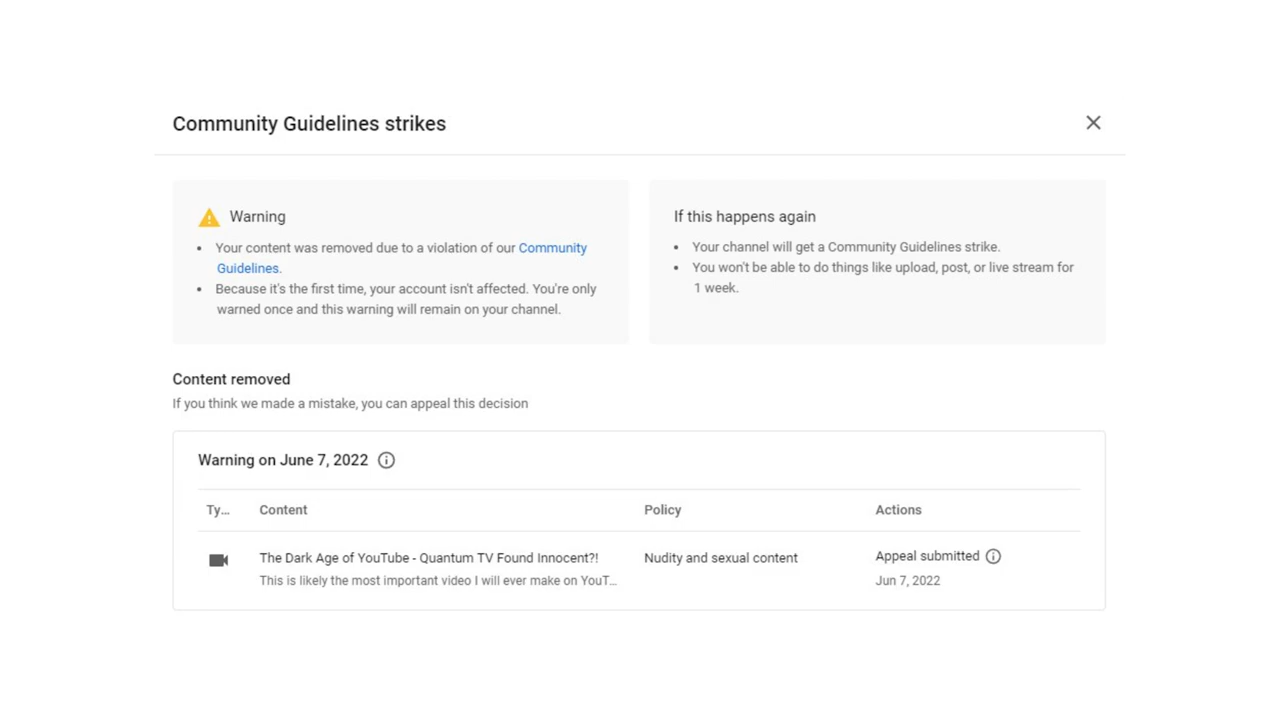 Community Guidelines strikes
Warning
• Your content was removed due to a violation of our Community
Guidelines.
• Because it's the first time, your account isn't affected. You're only
warned once and this warning will remain on your channel.
If this happens again
• Your channel will get a Community Guidelines strike.
• You won't be able to do things like upload, post, or live stream for
1 week.
Content removed
If you think we made a mistake, you can appeal this decision
Warning on June 7, 2022
Ty... Content Policy Actions
The Dark Age of YouTube - Quantum TV Found Innocent?! Nudity and sexual content Appeal submitted
This is likely the most important video I will ever make on YouT... Jun 7, 2022